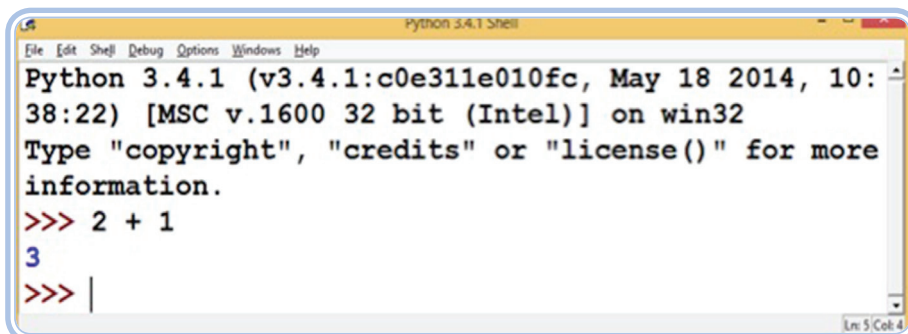 Python 3.4.1 Shell
File Edit Shell Debug Options Windows Help
Python 3.4.1 (v3.4.1:c0e311e010fc, May 18 2014, 10:
38:22) [MSC v.1600 32 bit (Intel)] on win32
Type "copyright", "credits" or "license()" for more
information.
>>> 2 + 1
3
>>>
Ln: 5 Col: 4